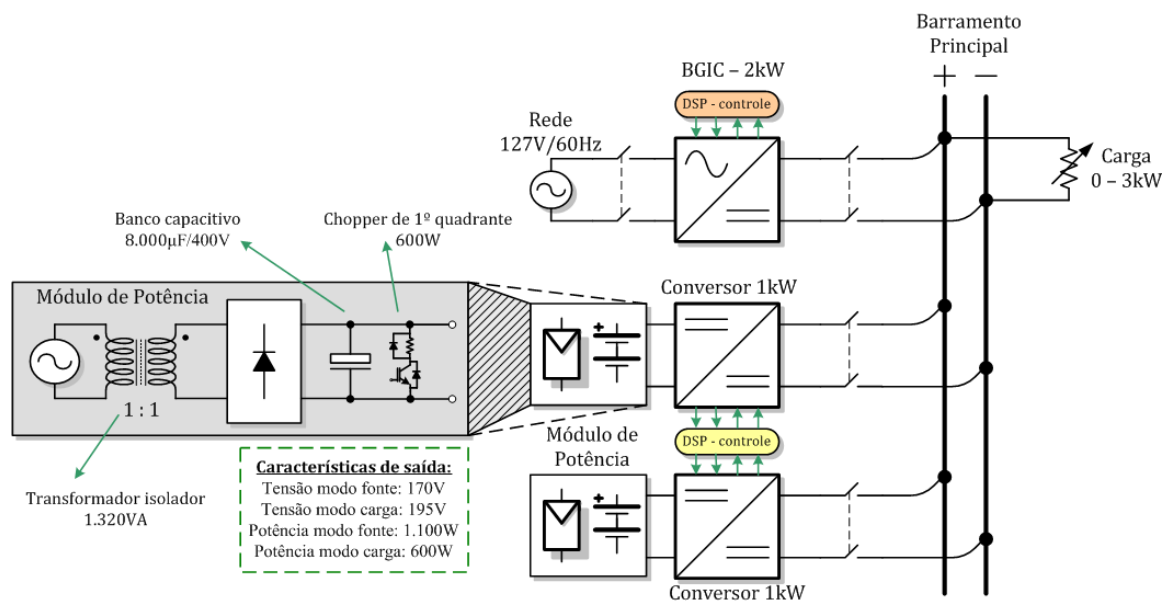 Barramento
Principal
+ −
BGIC – 2kW
DSP - controle
Rede
127V/60Hz
Carga
0 – 3kW
Banco capacitivo
8.000µF/400V
Chopper de 1º quadrante
600W
Módulo de Potência
Conversor 1kW
+
1 : 1
DSP - controle
Módulo de
Potência
+
Características de saída:
Tensão modo fonte: 170V
Tensão modo carga: 195V
Potência modo fonte: 1.100W
Potência modo carga: 600W
Transformador isolador
1.320VA
Conversor 1kW